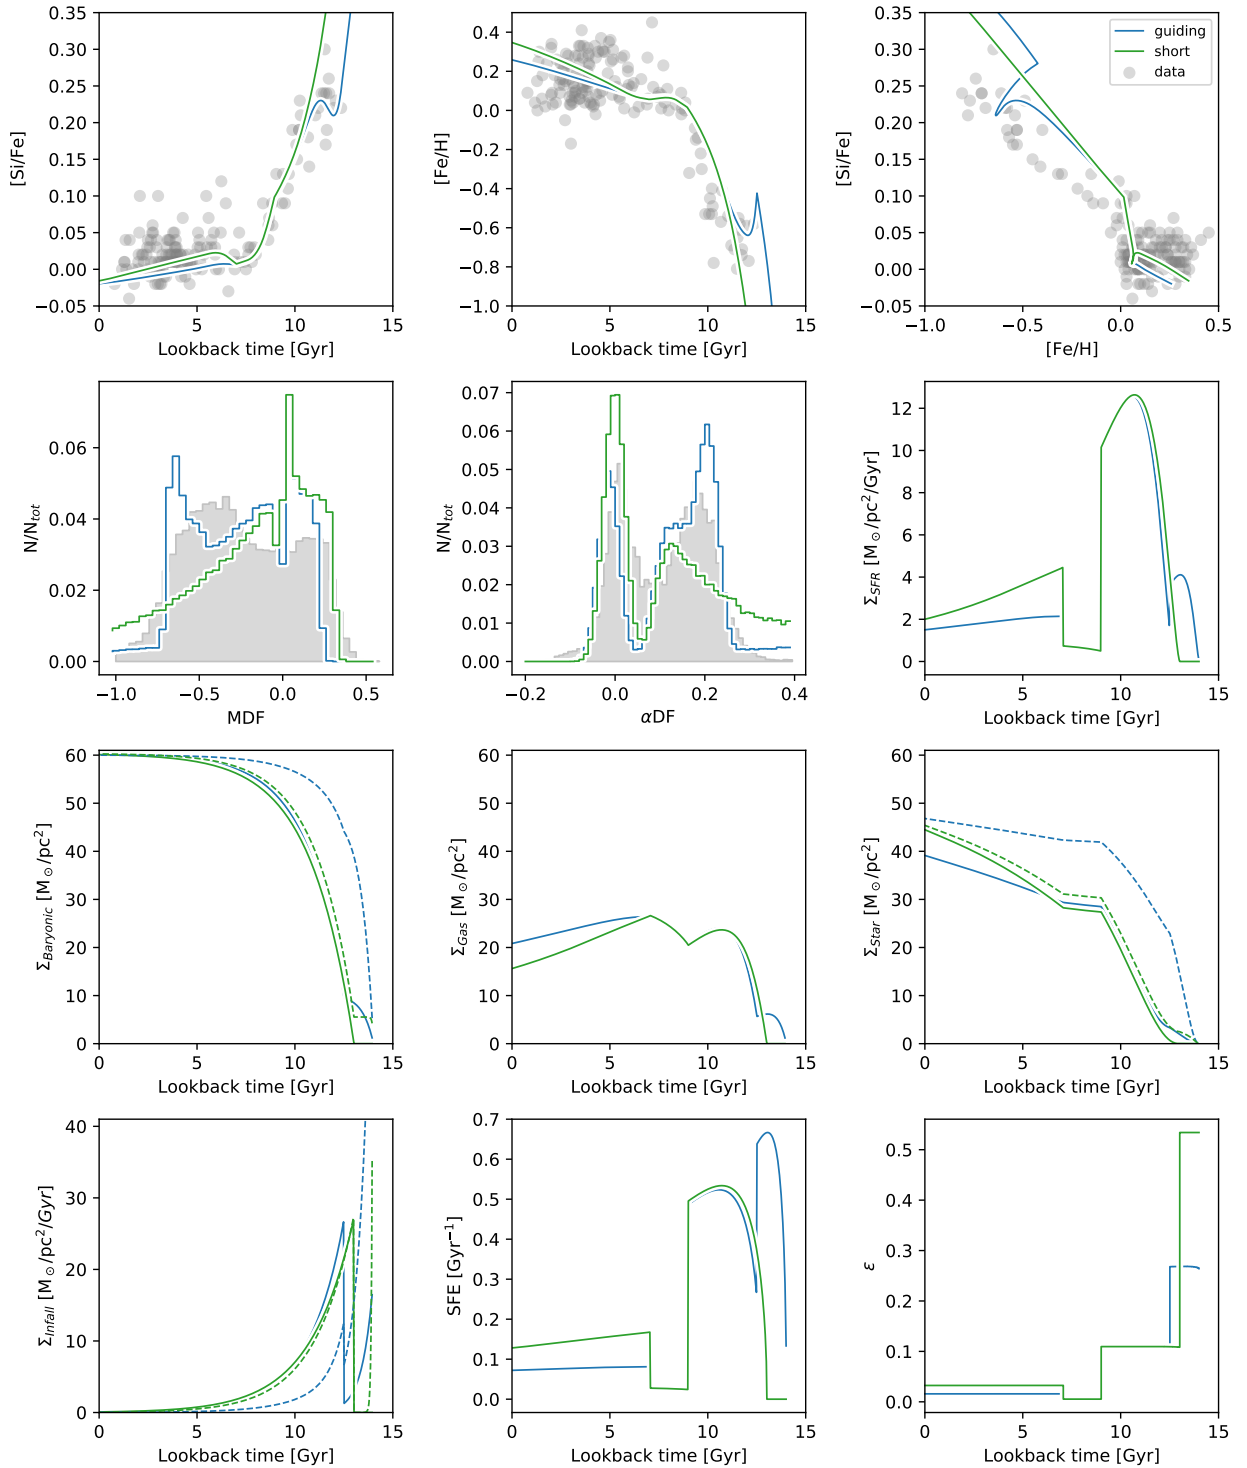 [Si/Fe]
0.35
0.30
0.25
0.20
0.15
0.10
0.05
0.00
−0.05
0 5 10 15
Lookback time [Gyr]
[Fe/H]
0.4
0.2
0.0
−0.2
−0.4
−0.6
−0.8
−1.0
0 5 10 15
Lookback time [Gyr]
[Si/Fe]
0.35
0.30
0.25
0.20
0.15
0.10
0.05
0.00
−0.05
−1.0 −0.5 0.0 0.5
[Fe/H]
guiding
short
data
N/N_tot
0.06
0.04
0.02
0.00
−1.0 −0.5 0.0 0.5
MDF
N/N_tot
0.07
0.06
0.05
0.04
0.03
0.02
0.01
0.00
−0.2 0.0 0.2 0.4
αDF
Σ_SFR [M⊙/pc²/Gyr]
12
10
8
6
4
2
0
0 5 10 15
Lookback time [Gyr]
Σ_Baryonic [M⊙/pc²]
60
50
40
30
20
10
0
0 5 10 15
Lookback time [Gyr]
Σ_Gas [M⊙/pc²]
60
50
40
30
20
10
0
0 5 10 15
Lookback time [Gyr]
Σ_Star [M⊙/pc²]
60
50
40
30
20
10
0
0 5 10 15
Lookback time [Gyr]
Σ_Infall [M⊙/pc²/Gyr]
40
30
20
10
0
0 5 10 15
Lookback time [Gyr]
SFE [Gyr⁻¹]
0.7
0.6
0.5
0.4
0.3
0.2
0.1
0.0
0 5 10 15
Lookback time [Gyr]
ε
0.5
0.4
0.3
0.2
0.1
0.0
0 5 10 15
Lookback time [Gyr]